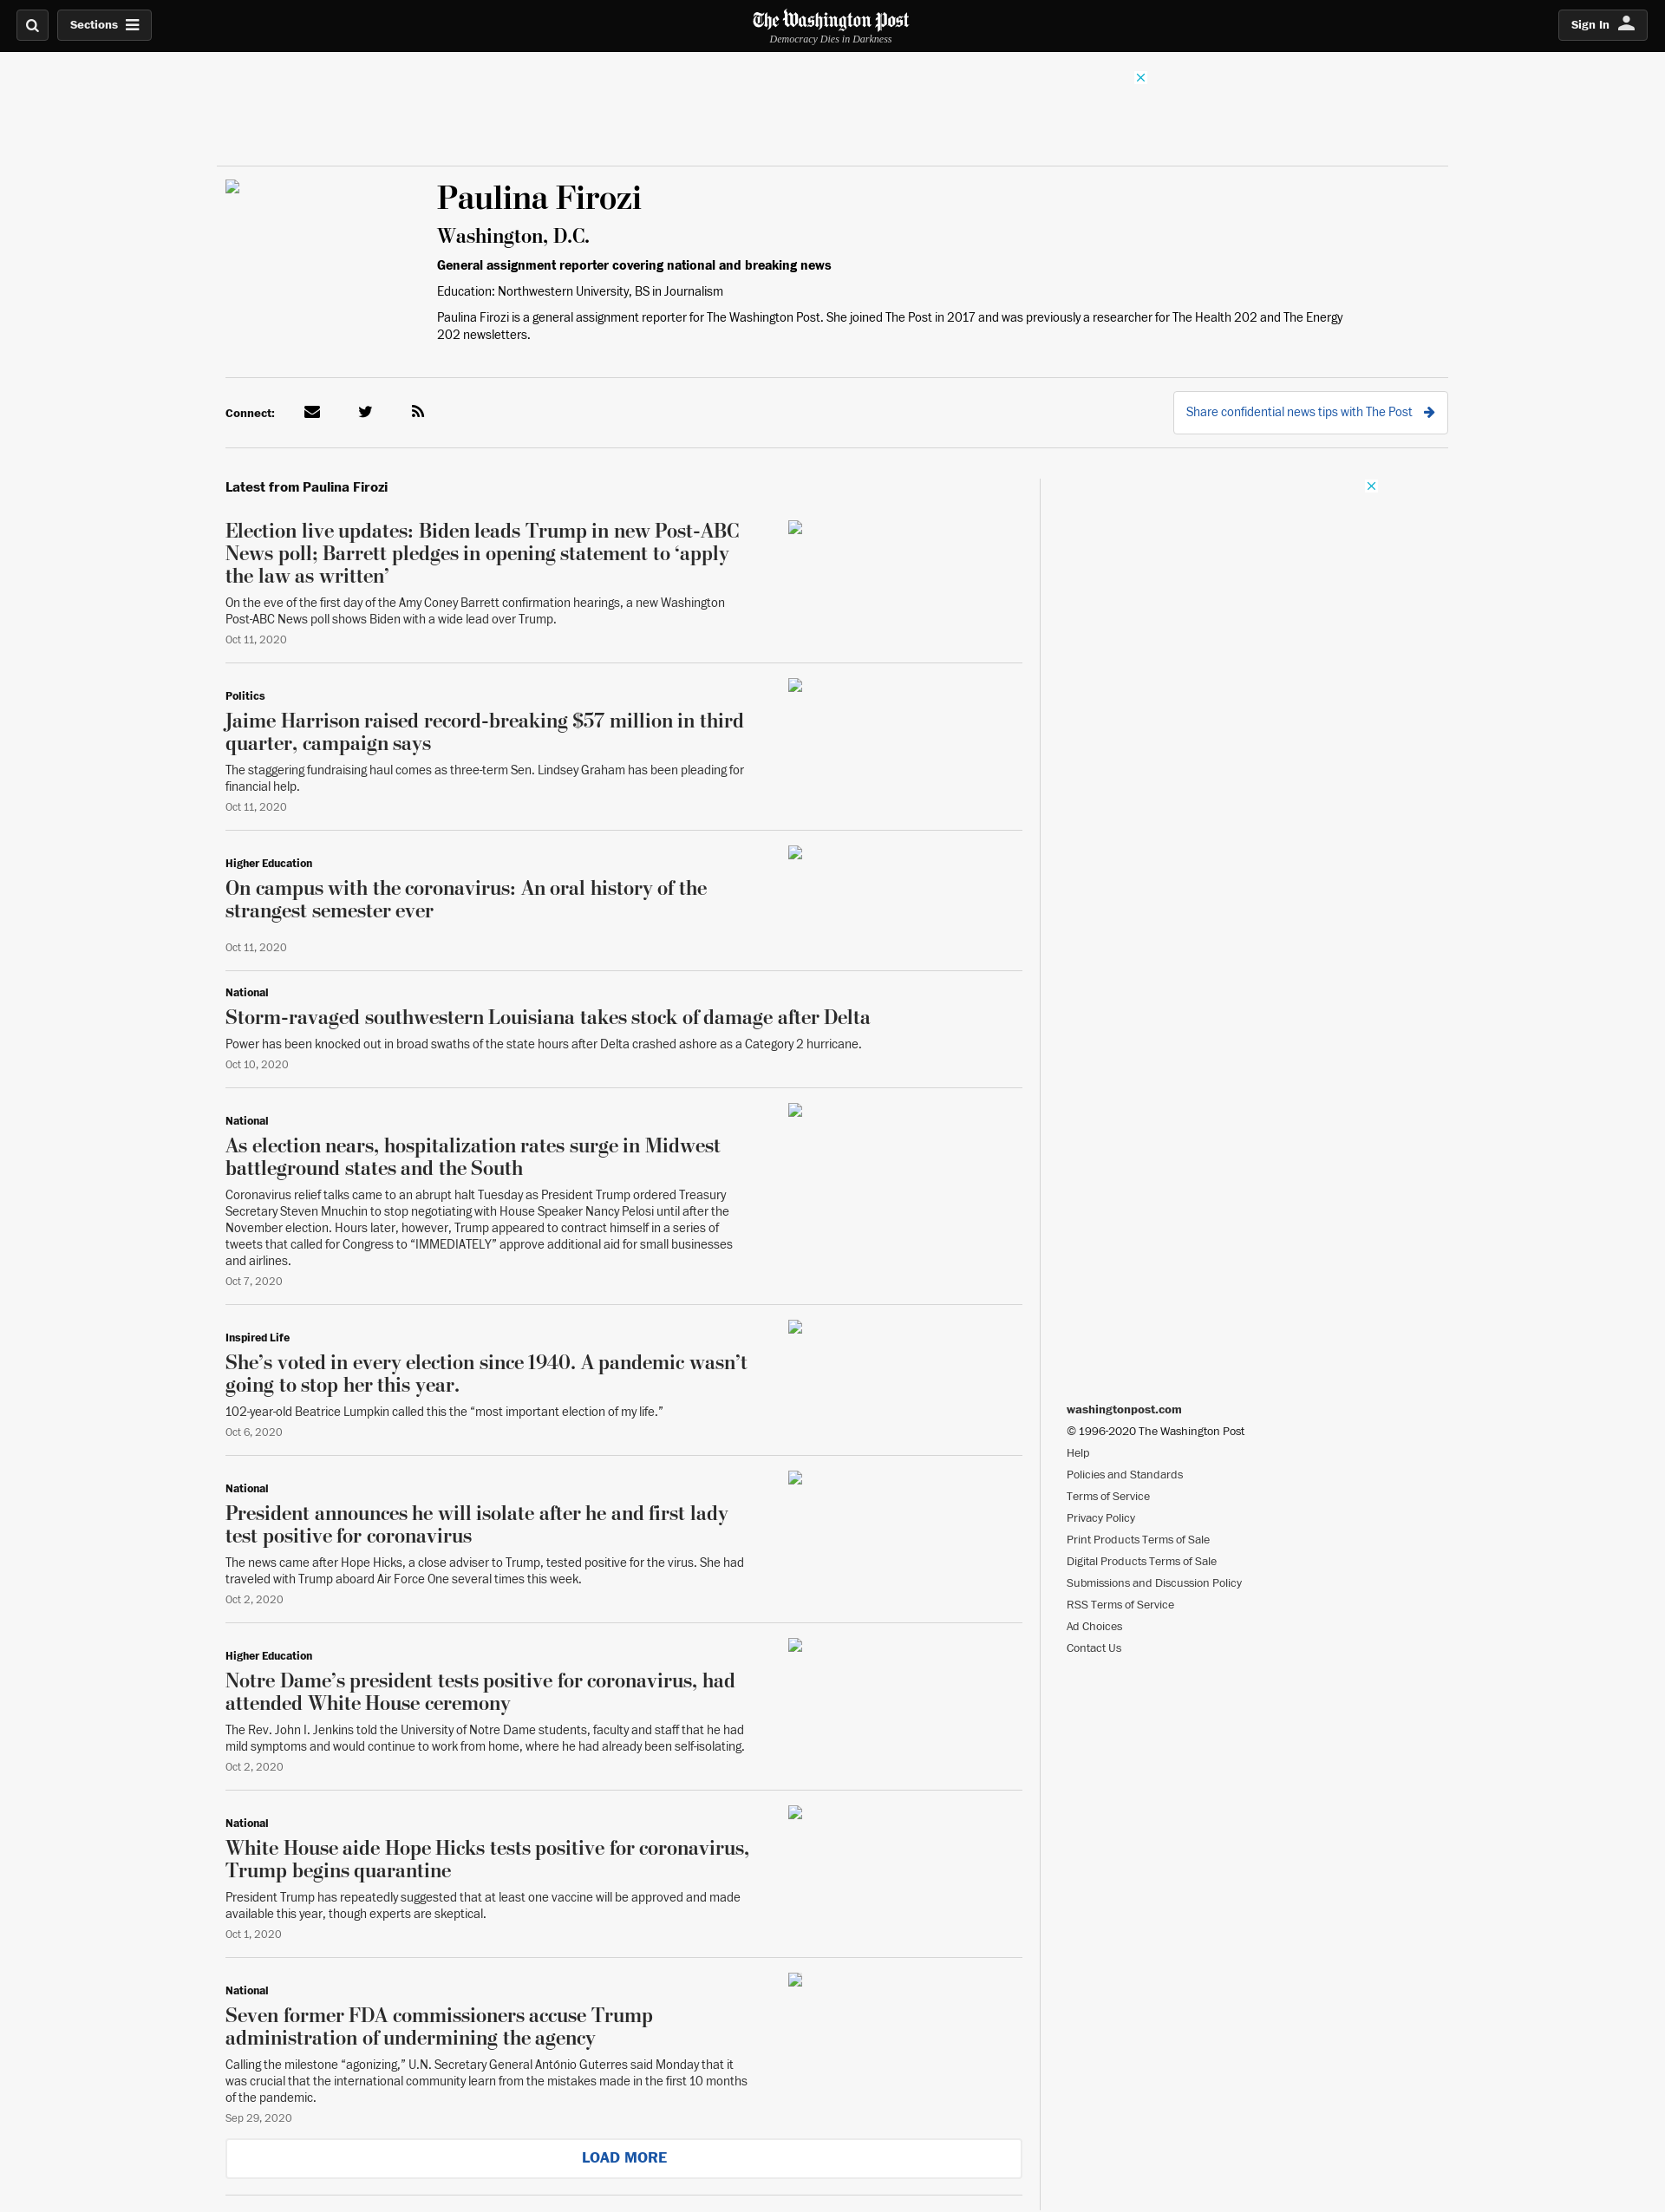 Sections
The Washington Post
Democracy Dies in Darkness
Sign In
Paulina Firozi
Washington, D.C.
General assignment reporter covering national and breaking news
Education: Northwestern University, BS in Journalism
Paulina Firozi is a general assignment reporter for The Washington Post. She joined The Post in 2017 and was previously a researcher for The Health 202 and The Energy
202 newsletters.
Connect:
Share confidential news tips with The Post
Latest from Paulina Firozi
Election live updates: Biden leads Trump in new Post-ABC
News poll; Barrett pledges in opening statement to ‘apply
the law as written’
On the eve of the first day of the Amy Coney Barrett confirmation hearings, a new Washington
Post-ABC News poll shows Biden with a wide lead over Trump.
Oct 11, 2020
Politics
Jaime Harrison raised record-breaking $57 million in third
quarter, campaign says
The staggering fundraising haul comes as three-term Sen. Lindsey Graham has been pleading for
financial help.
Oct 11, 2020
Higher Education
On campus with the coronavirus: An oral history of the
strangest semester ever
Oct 11, 2020
National
Storm-ravaged southwestern Louisiana takes stock of damage after Delta
Power has been knocked out in broad swaths of the state hours after Delta crashed ashore as a Category 2 hurricane.
Oct 10, 2020
National
As election nears, hospitalization rates surge in Midwest
battleground states and the South
Coronavirus relief talks came to an abrupt halt Tuesday as President Trump ordered Treasury
Secretary Steven Mnuchin to stop negotiating with House Speaker Nancy Pelosi until after the
November election. Hours later, however, Trump appeared to contract himself in a series of
tweets that called for Congress to “IMMEDIATELY” approve additional aid for small businesses
and airlines.
Oct 7, 2020
Inspired Life
She’s voted in every election since 1940. A pandemic wasn’t
going to stop her this year.
102-year-old Beatrice Lumpkin called this the “most important election of my life.”
Oct 6, 2020
National
President announces he will isolate after he and first lady
test positive for coronavirus
The news came after Hope Hicks, a close adviser to Trump, tested positive for the virus. She had
traveled with Trump aboard Air Force One several times this week.
Oct 2, 2020
Higher Education
Notre Dame’s president tests positive for coronavirus, had
attended White House ceremony
The Rev. John I. Jenkins told the University of Notre Dame students, faculty and staff that he had
mild symptoms and would continue to work from home, where he had already been self-isolating.
Oct 2, 2020
National
White House aide Hope Hicks tests positive for coronavirus,
Trump begins quarantine
President Trump has repeatedly suggested that at least one vaccine will be approved and made
available this year, though experts are skeptical.
Oct 1, 2020
National
Seven former FDA commissioners accuse Trump
administration of undermining the agency
Calling the milestone “agonizing,” U.N. Secretary General António Guterres said Monday that it
was crucial that the international community learn from the mistakes made in the first 10 months
of the pandemic.
Sep 29, 2020
LOAD MORE
washingtonpost.com
© 1996-2020 The Washington Post
Help
Policies and Standards
Terms of Service
Privacy Policy
Print Products Terms of Sale
Digital Products Terms of Sale
Submissions and Discussion Policy
RSS Terms of Service
Ad Choices
Contact Us